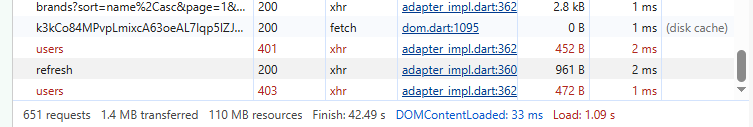 brands?sort=name%2Casc&page=1&... 200 xhr adapter_impl.dart:362 2.8 kB 1 ms
k3kCo84MPvpLmixcA63oeAL7Iqp5IZJ... 200 fetch dom.dart:1095 0 B 1 ms (disk cache)
users 401 xhr adapter_impl.dart:362 452 B 2 ms
refresh 200 xhr adapter_impl.dart:360 961 B 2 ms
users 403 xhr adapter_impl.dart:362 472 B 1 ms
651 requests 1.4 MB transferred 110 MB resources Finish: 42.49 s DOMContentLoaded: 33 ms Load: 1.09 s